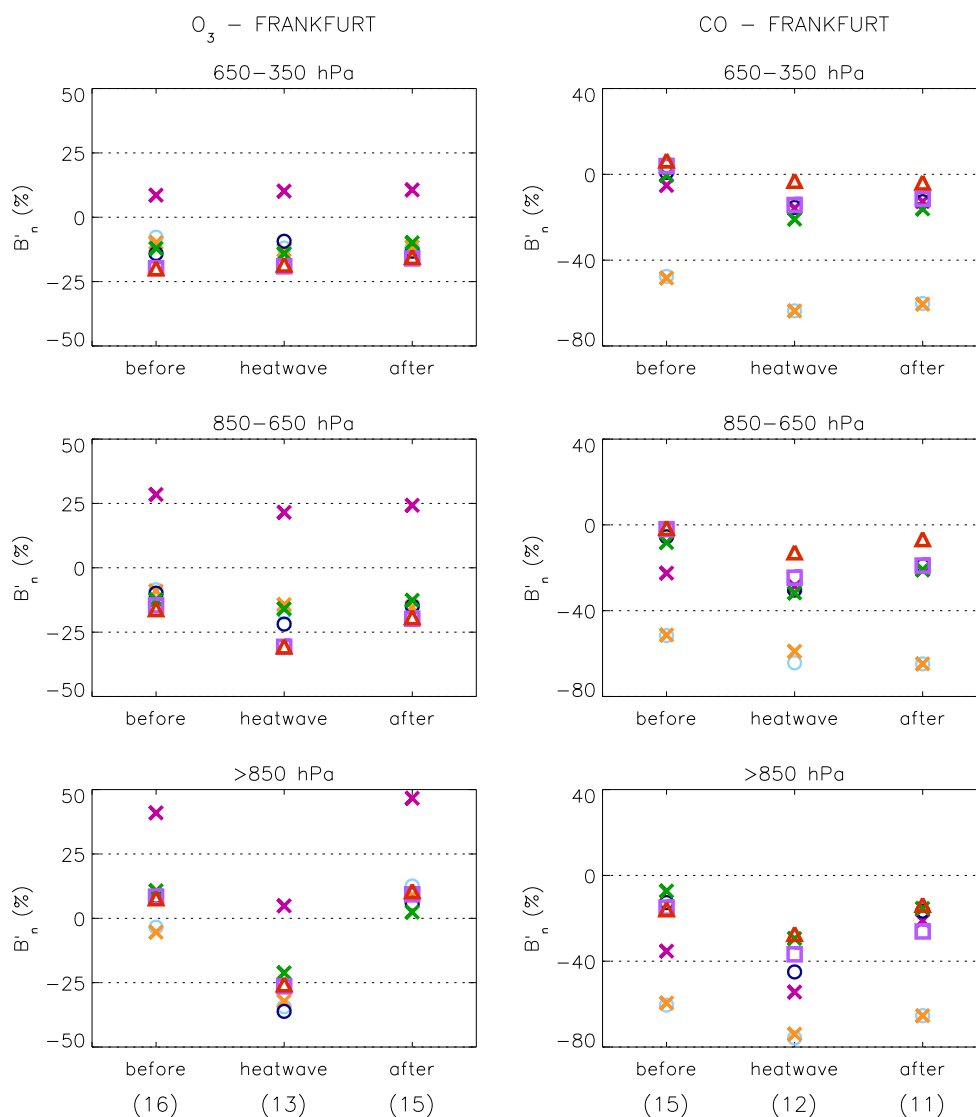 O3 – FRANKFURT
CO – FRANKFURT
650–350 hPa
650–350 hPa
50
25
0
−25
−50
B'n (%)
before heatwave after
40
0
−40
−80
B'n (%)
before heatwave after
850–650 hPa
850–650 hPa
50
25
0
−25
−50
B'n (%)
before heatwave after
40
0
−40
−80
B'n (%)
before heatwave after
>850 hPa
>850 hPa
50
25
0
−25
−50
B'n (%)
before heatwave after
(16) (13) (15)
40
0
−40
−80
B'n (%)
before heatwave after
(15) (12) (11)